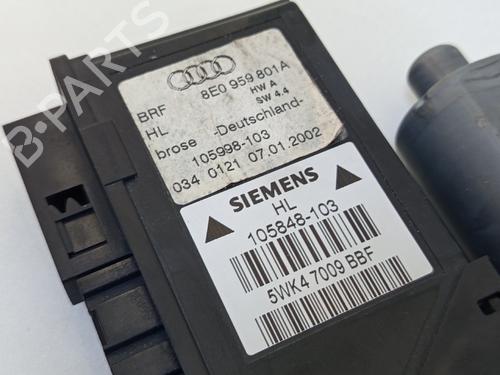 8E0 959 801A
BRF
HW A
HL
SW 4.4
brose -Deutschland-
105998-103
034 0121 07.01.2002
SIEMENS
HL
105848-103
5WK4 7009 BBF